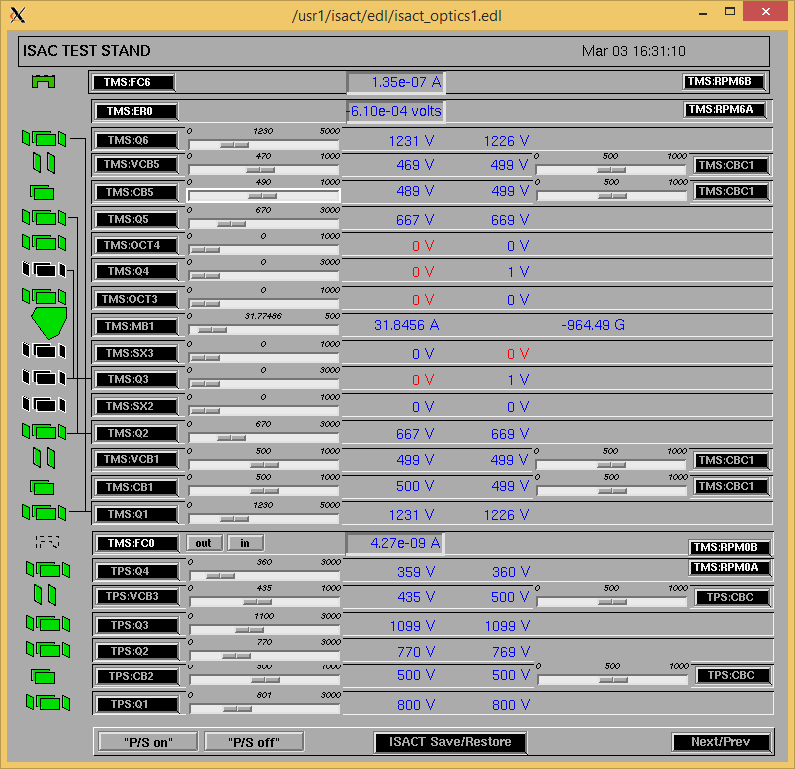 /usr1/isact/edl/isact_optics1.edl
ISAC TEST STAND Mar 03 16:31:10
TMS:FC6 1.35e-07 A TMS:RPM6B
TMS:ER0 -6.10e-04 volts TMS:RPM6A
TMS:Q6 0 1230 5000 1231 V 1226 V
TMS:VCB5 0 470 1000 469 V 499 V 0 500 1000 TMS:CBC1
TMS:CB5 0 490 1000 489 V 499 V 0 500 1000 TMS:CBC1
TMS:Q5 0 670 3000 667 V 669 V
TMS:OCT4 0 0 1000 0 V 0 V
TMS:Q4 0 0 3000 0 V 1 V
TMS:OCT3 0 0 1000 0 V 0 V
TMS:MB1 0 31.77486 500 31.8456 A -964.49 G
TMS:SX3 0 0 1000 0 V 0 V
TMS:Q3 0 0 3000 0 V 1 V
TMS:SX2 0 0 1000 0 V 0 V
TMS:Q2 0 670 3000 667 V 669 V
TMS:VCB1 0 500 1000 499 V 499 V 0 500 1000 TMS:CBC1
TMS:CB1 0 500 1000 500 V 499 V 0 500 1000 TMS:CBC1
TMS:Q1 0 1230 5000 1231 V 1226 V
TMS:FC0 out in 4.27e-09 A TMS:RPM0B
TPS:Q4 0 360 3000 359 V 360 V TMS:RPM0A
TPS:VCB3 0 435 1000 435 V 500 V 0 500 1000 TPS:CBC
TPS:Q3 0 1100 3000 1099 V 1099 V
TPS:Q2 0 770 3000 770 V 769 V
TPS:CB2 0 500 1000 500 V 500 V 0 500 1000 TPS:CBC
TPS:Q1 0 801 3000 800 V 800 V
"P/S on" "P/S off" ISACT Save/Restore Next/Prev